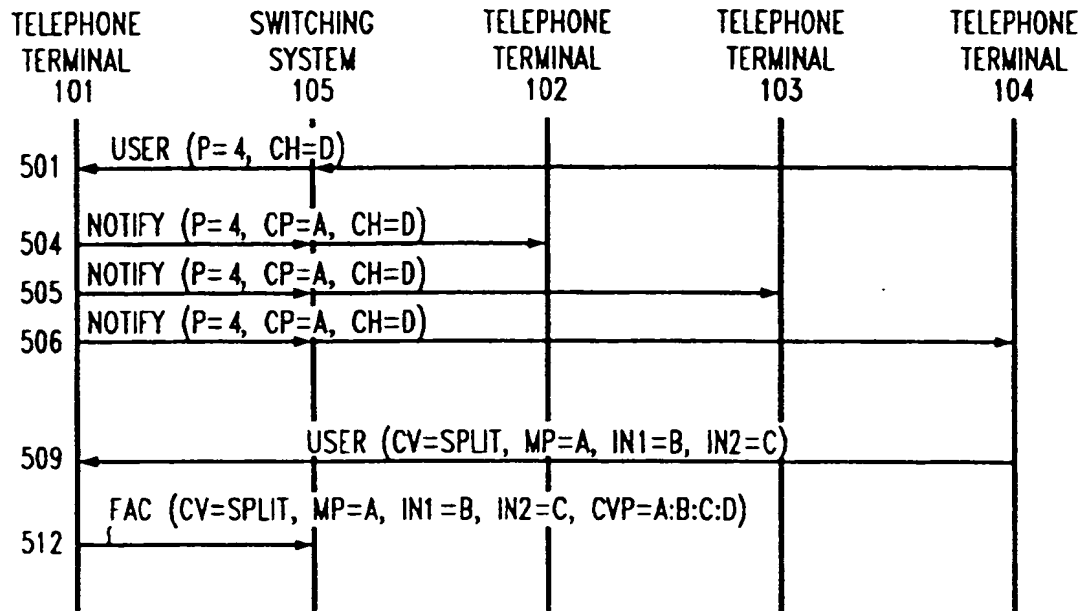 TELEPHONE TERMINAL 101
SWITCHING SYSTEM 105
TELEPHONE TERMINAL 102
TELEPHONE TERMINAL 103
TELEPHONE TERMINAL 104
501 USER (P=4, CH=D)
504 NOTIFY (P=4, CP=A, CH=D)
505 NOTIFY (P=4, CP=A, CH=D)
506 NOTIFY (P=4, CP=A, CH=D)
509 USER (CV=SPLIT, MP=A, IN1=B, IN2=C)
512 FAC (CV=SPLIT, MP=A, IN1=B, IN2=C, CVP=A:B:C:D)